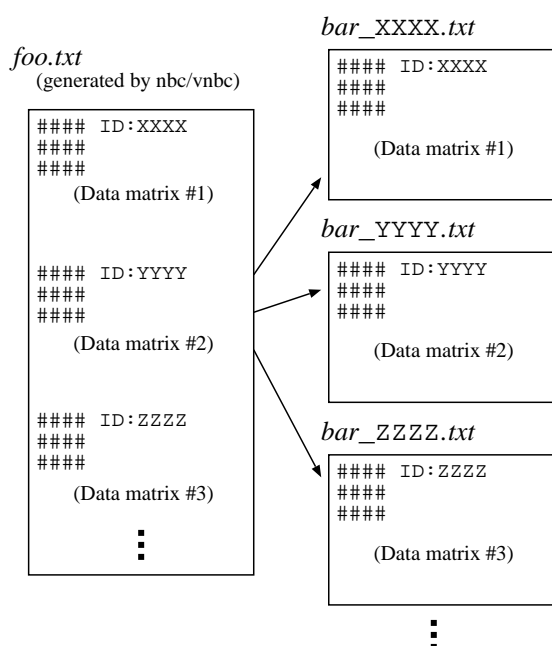 foo.txt
(generated by nbc/vnbc)
#### ID:XXXX
####
####
(Data matrix #1)
#### ID:YYYY
####
####
(Data matrix #2)
#### ID:ZZZZ
####
####
(Data matrix #3)
bar_XXXX.txt
#### ID:XXXX
####
####
(Data matrix #1)
bar_YYYY.txt
#### ID:YYYY
####
####
(Data matrix #2)
bar_ZZZZ.txt
#### ID:ZZZZ
####
####
(Data matrix #3)